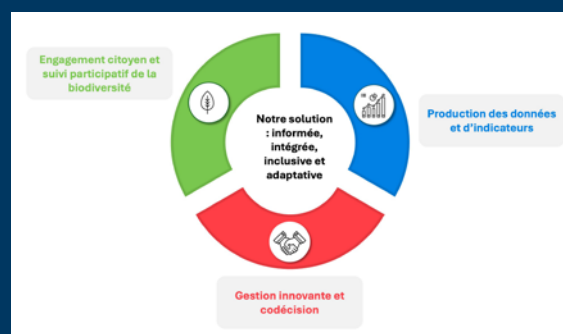 Engagement citoyen et
suivi participatif de la
biodiversité
Notre solution
: informée,
intégrée,
inclusive et
adaptative
Production des données
et d'indicateurs
Gestion innovante et
codécision